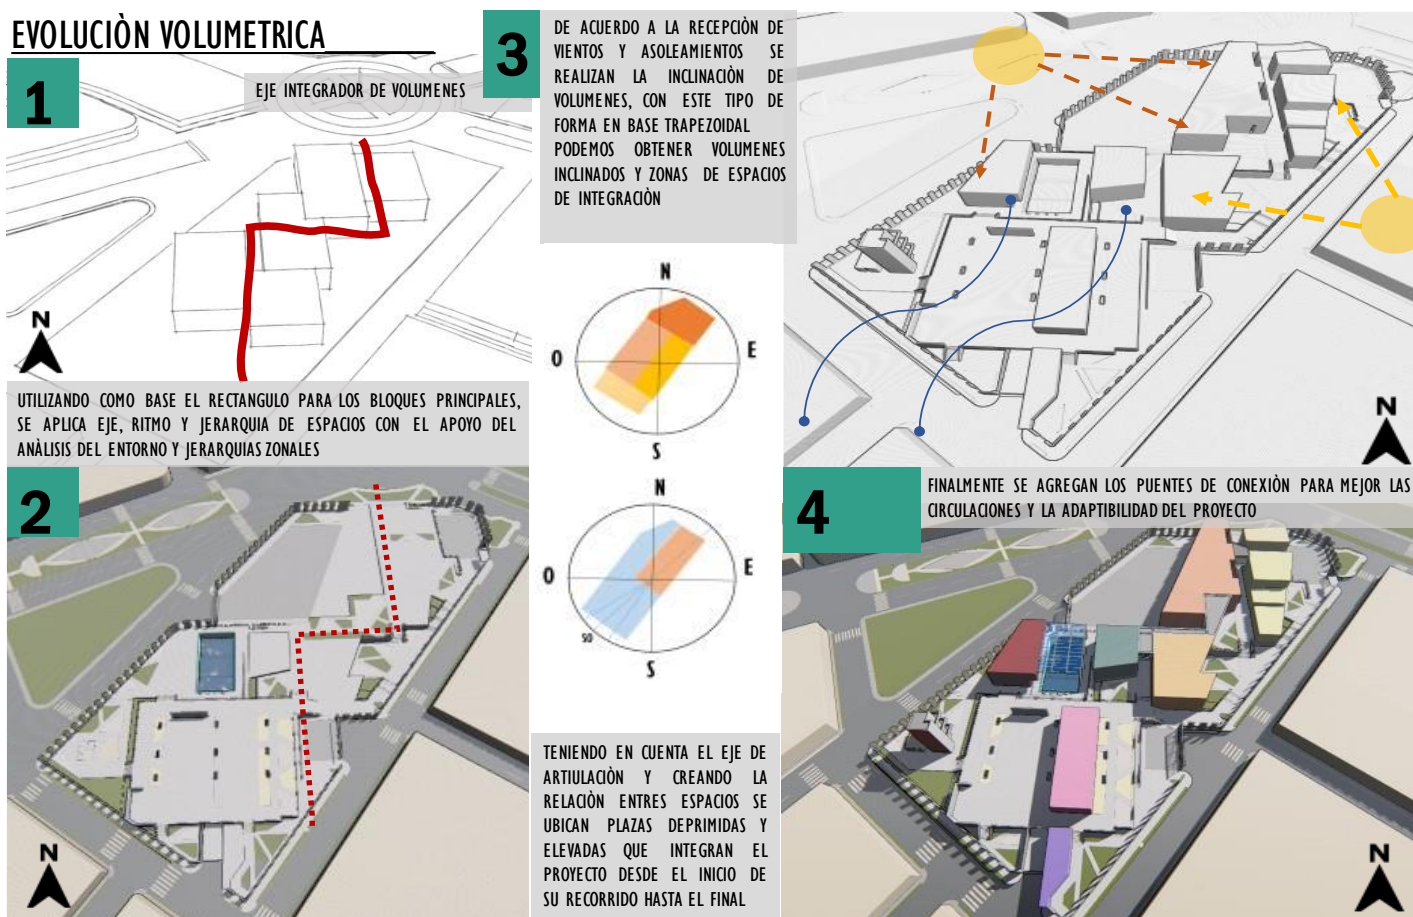 EVOLUCIÒN VOLUMETRICA
1
EJE INTEGRADOR DE VOLUMENES
N
UTILIZANDO COMO BASE EL RECTANGULO PARA LOS BLOQUES PRINCIPALES,
SE APLICA EJE, RITMO Y JERARQUIA DE ESPACIOS CON EL APOYO DEL
ANÀLISIS DEL ENTORNO Y JERARQUIAS ZONALES
2
N
3
DE ACUERDO A LA RECEPCIÒN DE
VIENTOS Y ASOLEAMIENTOS SE
REALIZAN LA INCLINACIÒN DE
VOLUMENES, CON ESTE TIPO DE
FORMA EN BASE TRAPEZOIDAL
PODEMOS OBTENER VOLUMENES
INCLINADOS Y ZONAS DE ESPACIOS
DE INTEGRACIÒN
N
O
E
S
N
O
E
SO
S
TENIENDO EN CUENTA EL EJE DE
ARTIULACIÒN Y CREANDO LA
RELACIÒN ENTRES ESPACIOS SE
UBICAN PLAZAS DEPRIMIDAS Y
ELEVADAS QUE INTEGRAN EL
PROYECTO DESDE EL INICIO DE
SU RECORRIDO HASTA EL FINAL
N
4
FINALMENTE SE AGREGAN LOS PUENTES DE CONEXIÒN PARA MEJOR LAS
CIRCULACIONES Y LA ADAPTIBILIDAD DEL PROYECTO
N